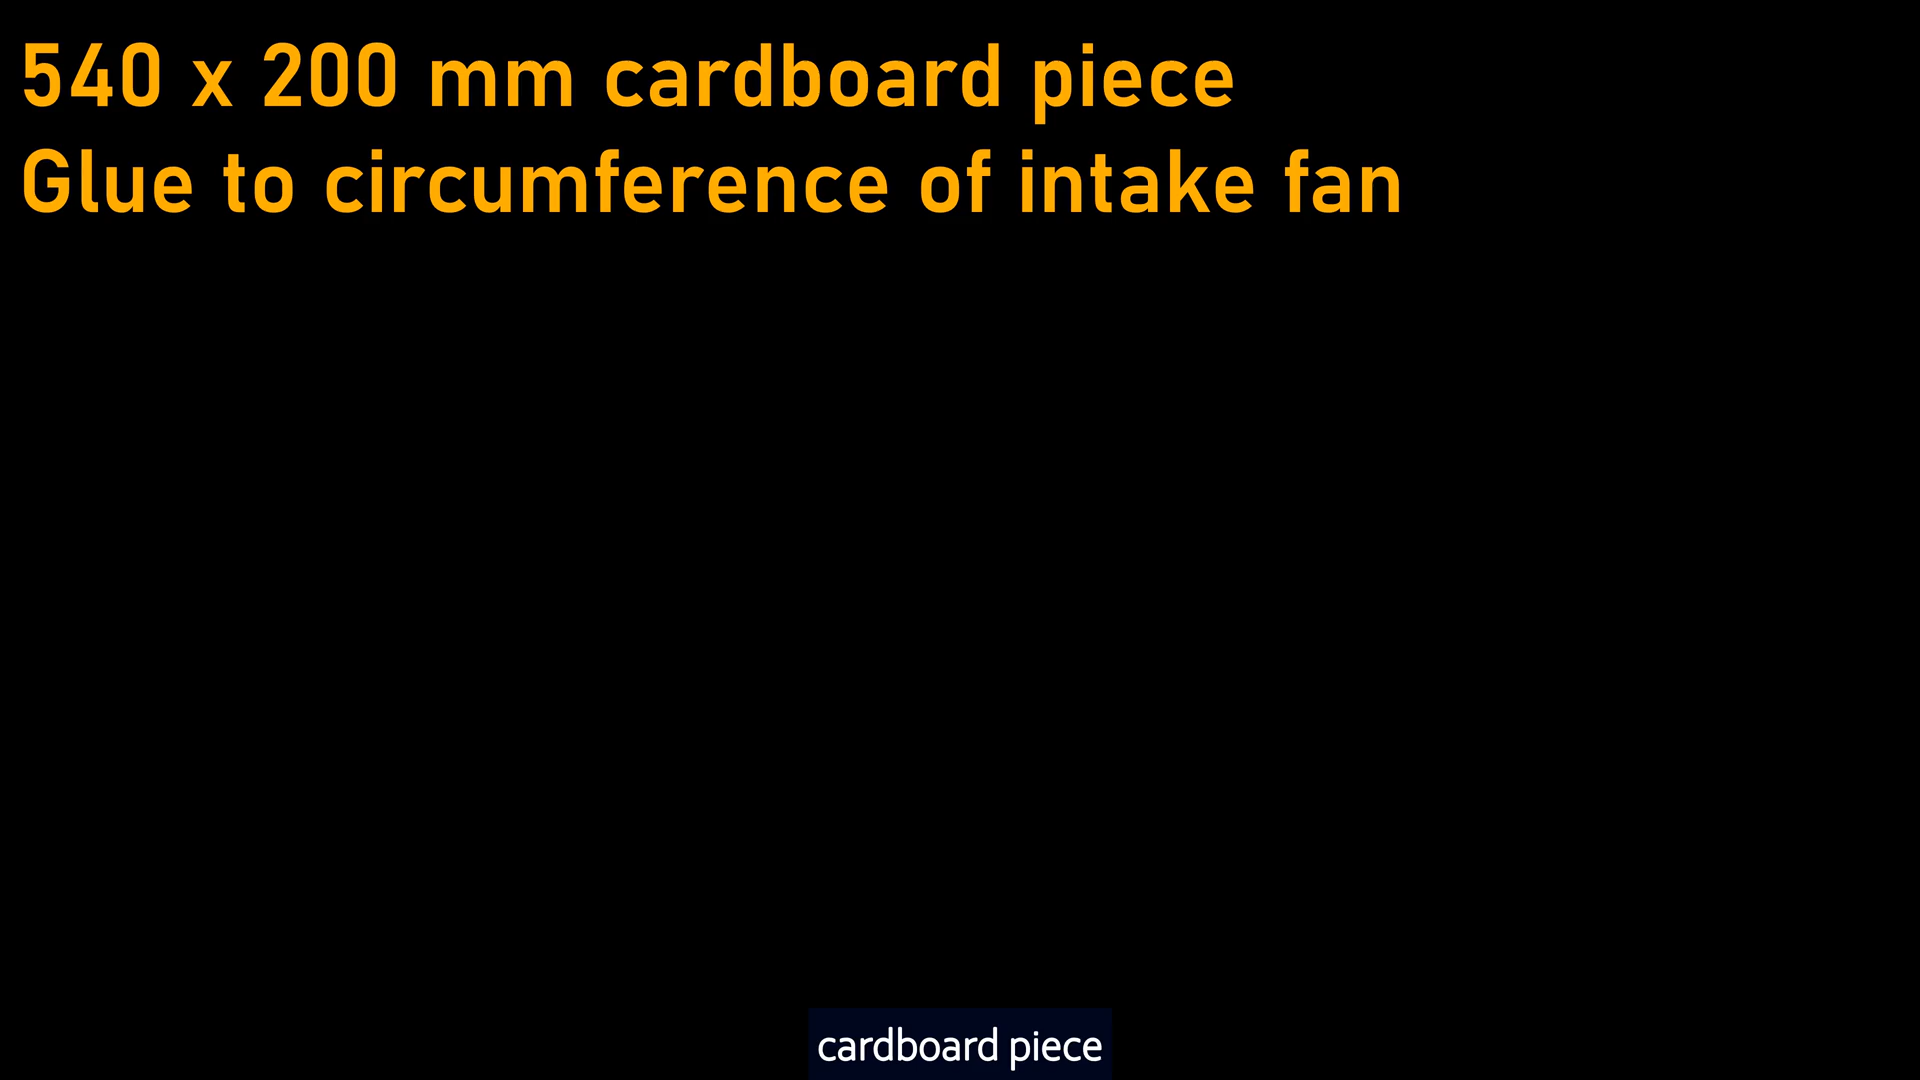 540 x 200 mm cardboard piece
Glue to circumference of intake fan
cardboard piece